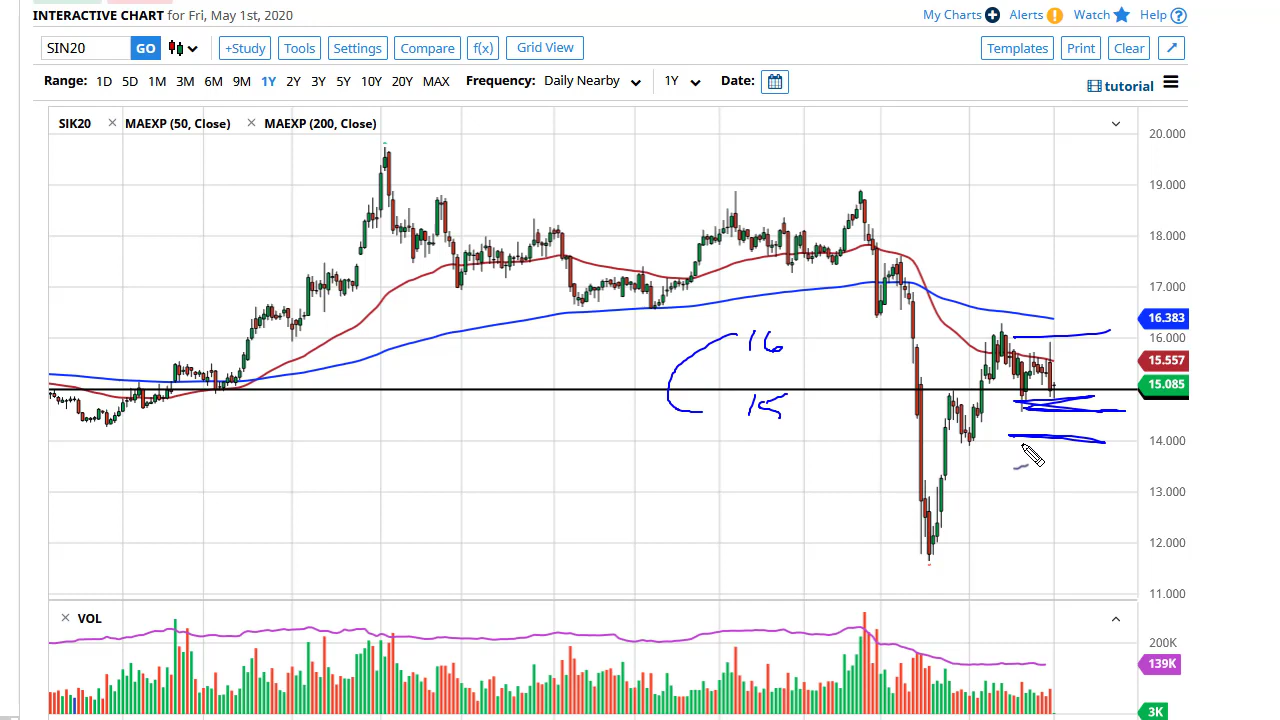 INTERACTIVE CHART for Fri, May 1st, 2020
My Charts Alerts ! Watch Help ?
SIN20 GO +Study Tools Settings Compare f(x) Grid View Templates Print Clear
Range: 1D 5D 1M 3M 6M 9M 1Y 2Y 3Y 5Y 10Y 20Y MAX Frequency: Daily Nearby 1Y Date: tutorial
SIK20 × MAEXP (50, Close) × MAEXP (200, Close)
20.000
19.000
18.000
17.000
16.383
16.000
16
15.557
15.085
15
14.000
13.000
12.000
11.000
× VOL
200K
139K
3K